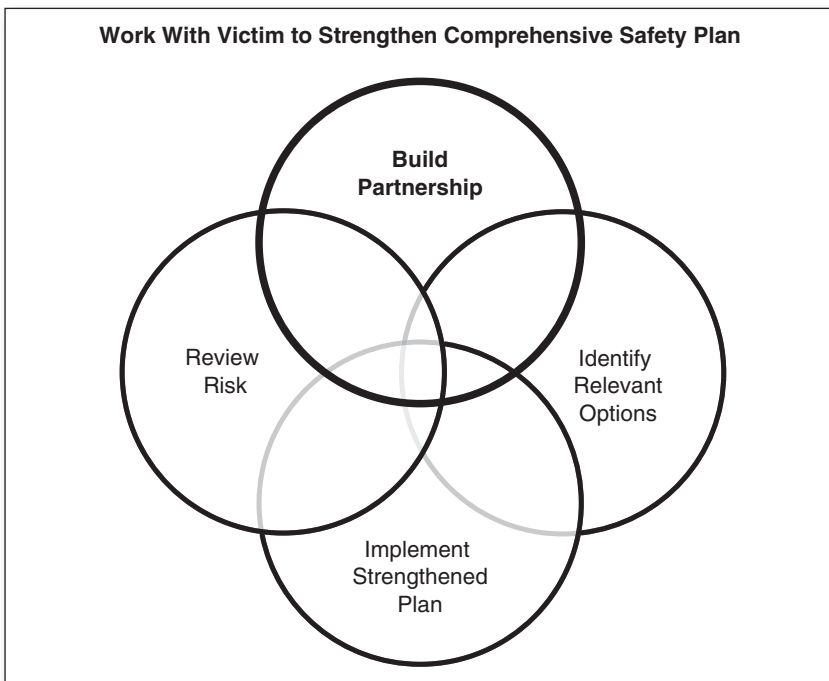 Work With Victim to Strengthen Comprehensive Safety Plan
Build
Partnership
Review
Risk
Identify
Relevant
Options
Implement
Strengthened
Plan